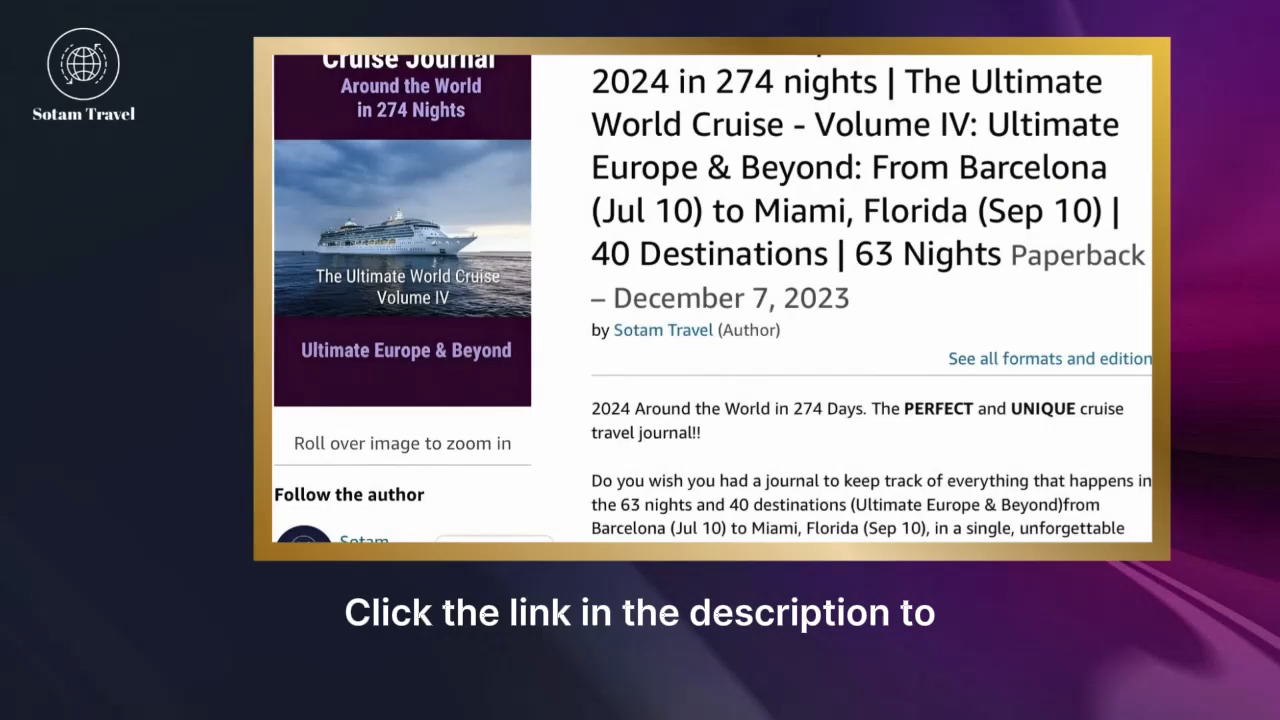 Sotam Travel
Cruise Journal
Around the World
in 274 Nights
The Ultimate World Cruise
Volume IV
Ultimate Europe & Beyond
Roll over image to zoom in
Follow the author
Sotam
2024 in 274 nights | The Ultimate
World Cruise - Volume IV: Ultimate
Europe & Beyond: From Barcelona
(Jul 10) to Miami, Florida (Sep 10) |
40 Destinations | 63 Nights Paperback
– December 7, 2023
by Sotam Travel (Author)
See all formats and edition
2024 Around the World in 274 Days. The PERFECT and UNIQUE cruise
travel journal!!
Do you wish you had a journal to keep track of everything that happens in
the 63 nights and 40 destinations (Ultimate Europe & Beyond)from
Barcelona (Jul 10) to Miami, Florida (Sep 10), in a single, unforgettable
Click the link in the description to